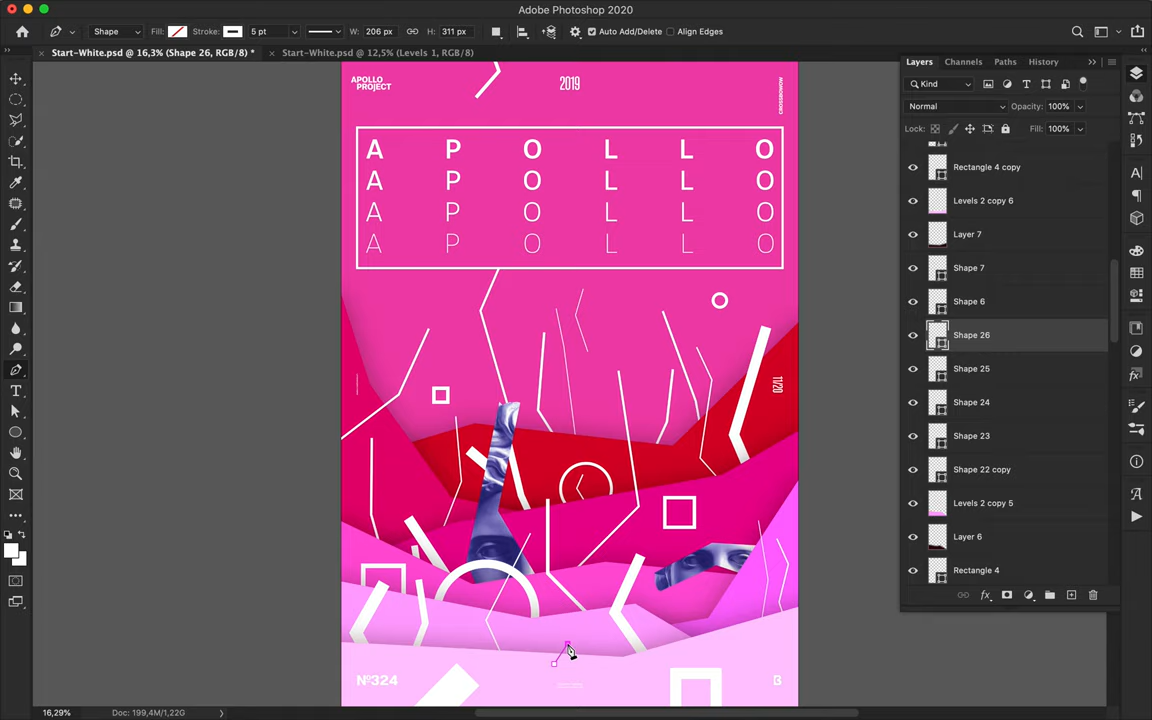 Adobe Photoshop 2020
Shape Fill: Stroke: 5 pt W: 206 px H: 311 px Auto Add/Delete Align Edges
Start-White.psd @ 16,3% (Shape 26, RGB/8) *
Start-White.psd @ 12,5% (Levels 1, RGB/8)
Layers Channels Paths History
Kind
Normal Opacity: 100%
Lock: Fill: 100%
Rectangle 4 copy
Levels 2 copy 6
Layer 7
Shape 7
Shape 6
Shape 26
Shape 25
Shape 24
Shape 23
Shape 22 copy
Levels 2 copy 5
Layer 6
Rectangle 4
APOLLO
PROJECT
2019
CROSSBOWOW
A P O L L O
A P O L L O
A P O L L O
A P O L L O
11/20
№324
ß
16,29% Doc: 199,4M/1,22G